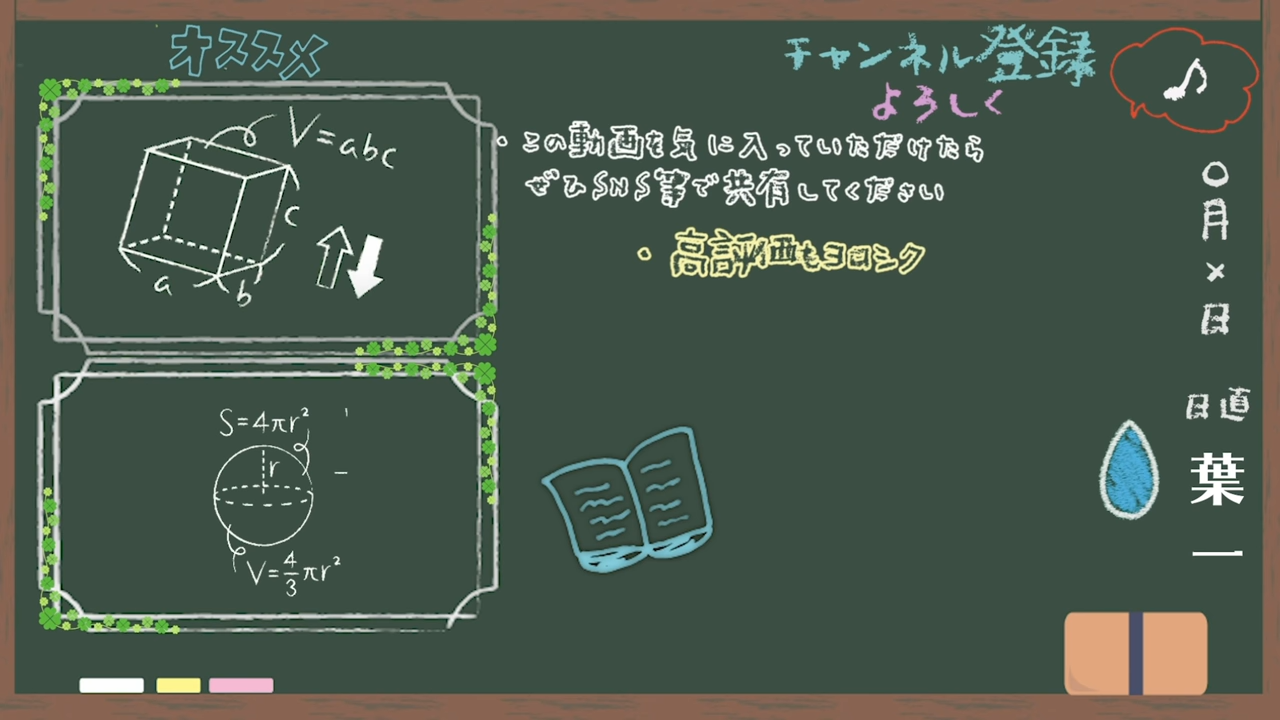 オススメ
V=abc
c
a
b
S=4πr²
r
V=4/3πr²
チャンネル登録
よろしく
・この動画を気に入っていただけたら
ぜひSNS等で共有してください
・高評価もヨロシク
○月×日
日直
葉一